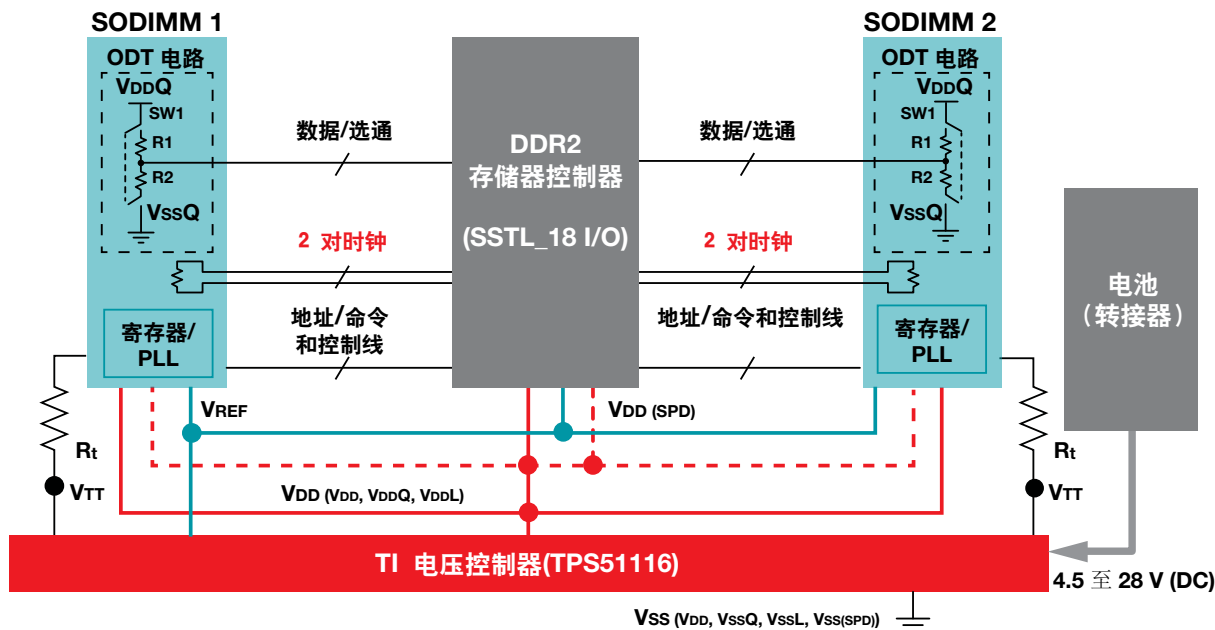 SODIMM 1
SODIMM 2
ODT 电路
VDDQ
SW1
R1
R2
VSSQ
寄存器/
PLL
数据/选通
2 对时钟
地址/命令
和控制线
DDR2
存储器控制器
(SSTL_18 I/O)
数据/选通
2 对时钟
地址/命令和控制线
ODT 电路
VDDQ
SW1
R1
R2
VSSQ
寄存器/
PLL
电池
（转接器）
VREF
VDD (SPD)
Rt
VTT
Rt
VTT
VDD (VDD, VDDQ, VDDL)
TI 电压控制器(TPS51116)
4.5 至 28 V (DC)
VSS (VDD, VSSQ, VSSL, VSS(SPD))